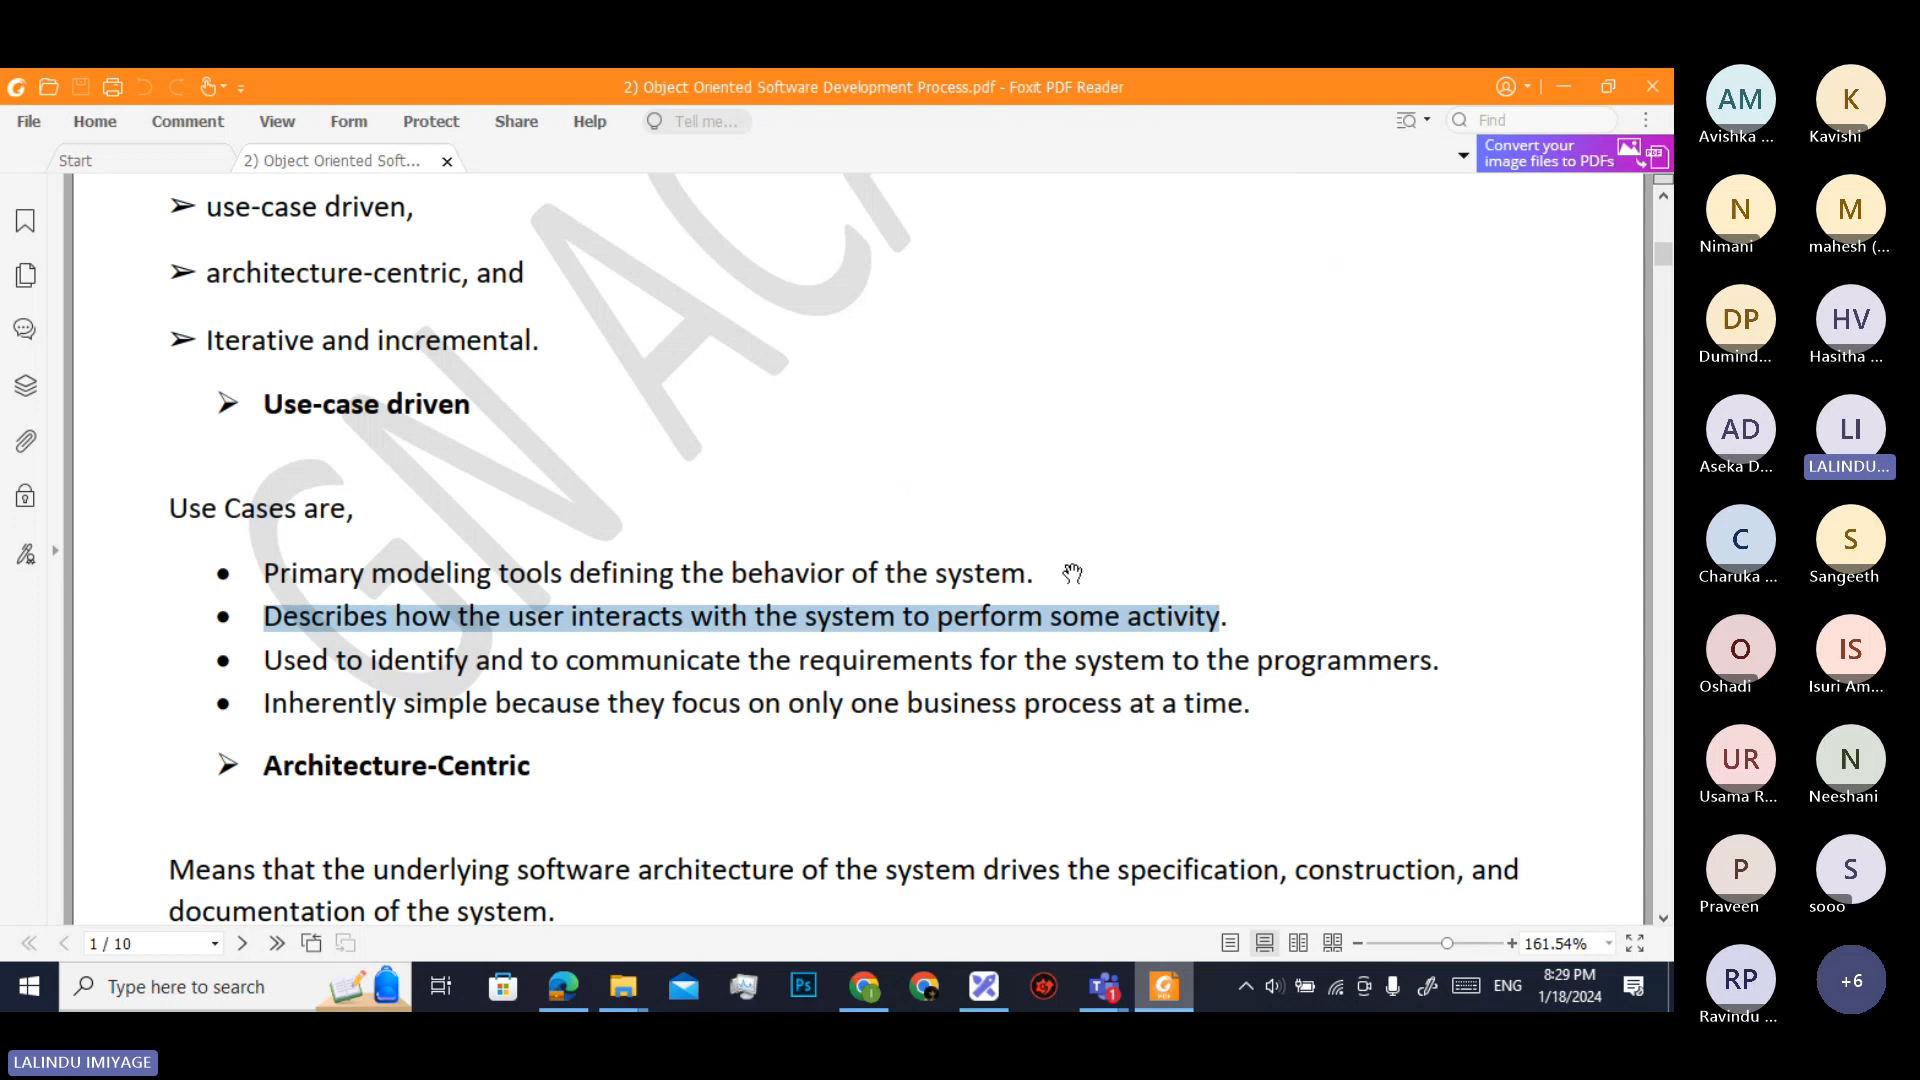 2) Object Oriented Software Development Process.pdf - Foxit PDF Reader
File Home Comment View Form Protect Share Help Tell me... Find
Start
2) Object Oriented Soft...
Convert your
image files to PDFs
➢ use-case driven,
➢ architecture-centric, and
➢ Iterative and incremental.
➢ Use-case driven
Use Cases are,
• Primary modeling tools defining the behavior of the system.
• Describes how the user interacts with the system to perform some activity.
• Used to identify and to communicate the requirements for the system to the programmers.
• Inherently simple because they focus on only one business process at a time.
➢ Architecture-Centric
Means that the underlying software architecture of the system drives the specification, construction, and
documentation of the system.
GN AC
1 / 10
161.54%
Type here to search
Ps
1
ENG
8:29 PM
1/18/2024
LALINDU IMIYAGE
AM
Avishka ...
K
Kavishi
N
Nimani
M
mahesh (...
DP
Dumind...
HV
Hasitha ...
AD
Aseka D...
LI
LALINDU...
C
Charuka ...
S
Sangeeth
O
Oshadi
IS
Isuri Am...
UR
Usama R...
N
Neeshani
P
Praveen
S
sooo
RP
Ravindu ...
+6